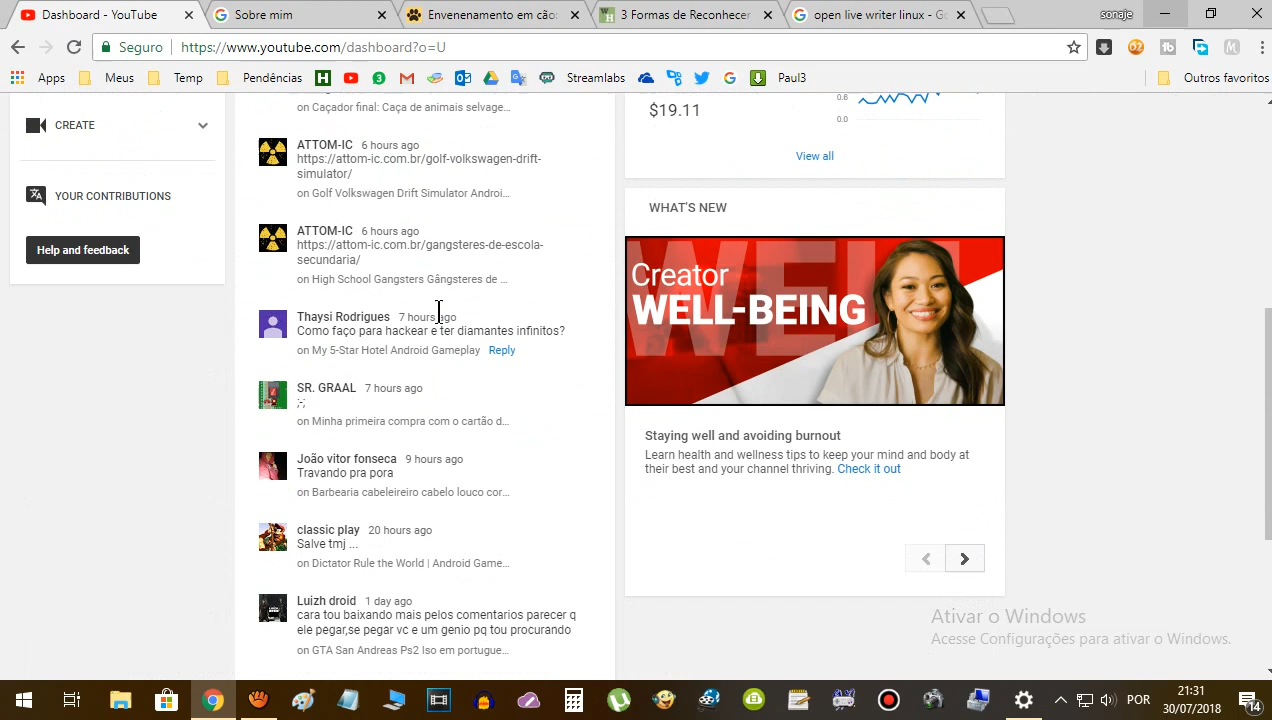 Dashboard - YouTube
Sobre mim
Envenenamento em cão
3 Formas de Reconhecer
open live writer linux - Go
sonaje
Seguro
https://www.youtube.com/dashboard?o=U
Apps
Meus
Temp
Pendências
Streamlabs
Paul3
Outros favoritos
on Caçador final: Caça de animais selvage...
ATTOM-IC 6 hours ago
https://attom-ic.com.br/golf-volkswagen-drift-
simulator/
on Golf Volkswagen Drift Simulator Androi...
ATTOM-IC 6 hours ago
https://attom-ic.com.br/gangsteres-de-escola-
secundaria/
on High School Gangsters Gângsteres de ...
Thaysi Rodrigues 7 hours ago
Como faço para hackear e ter diamantes infinitos?
on My 5-Star Hotel Android Gameplay Reply
SR. GRAAL 7 hours ago
;-;
on Minha primeira compra com o cartão d...
João vitor fonseca 9 hours ago
Travando pra pora
on Barbearia cabeleireiro cabelo louco cor...
classic play 20 hours ago
Salve tmj ...
on Dictator Rule the World | Android Game...
Luizh droid 1 day ago
cara tou baixando mais pelos comentarios parecer q
ele pegar,se pegar vc e um genio pq tou procurando
on GTA San Andreas Ps2 Iso em portugue...
CREATE
YOUR CONTRIBUTIONS
Help and feedback
$19.11
0.6
0.0
View all
WHAT'S NEW
WELL
Creator
WELL-BEING
Staying well and avoiding burnout
Learn health and wellness tips to keep your mind and body at
their best and your channel thriving. Check it out
Ativar o Windows
Acesse Configurações para ativar o Windows.
POR
21:31
30/07/2018
14